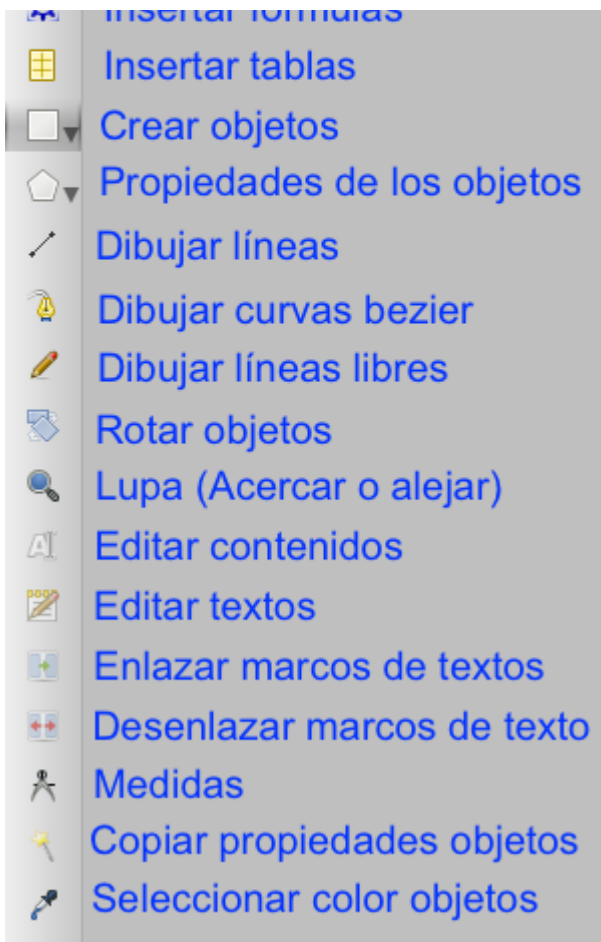 Insertar formulas
Insertar tablas
Crear objetos
Propiedades de los objetos
Dibujar líneas
Dibujar curvas bezier
Dibujar líneas libres
Rotar objetos
Lupa (Acercar o alejar)
Editar contenidos
Editar textos
Enlazar marcos de textos
Desenlazar marcos de texto
Medidas
Copiar propiedades objetos
Seleccionar color objetos